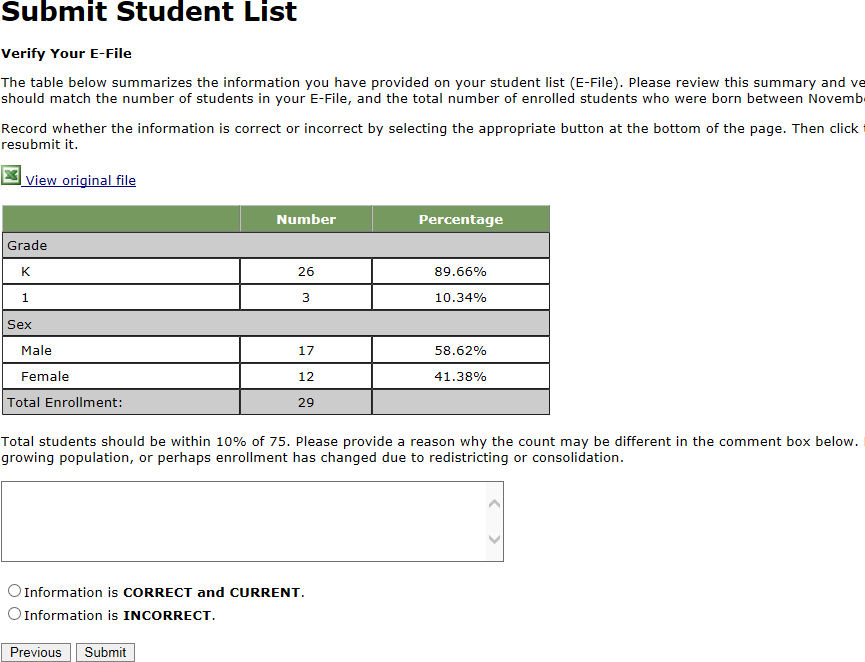 Submit Student List
Verify Your E-File
The table below summarizes the information you have provided on your student list (E-File). Please review this summary and ve
should match the number of students in your E-File, and the total number of enrolled students who were born between Novemb
Record whether the information is correct or incorrect by selecting the appropriate button at the bottom of the page. Then click
resubmit it.
View original file
Number Percentage
Grade
K 26 89.66%
1 3 10.34%
Sex
Male 17 58.62%
Female 12 41.38%
Total Enrollment: 29
Total students should be within 10% of 75. Please provide a reason why the count may be different in the comment box below.
growing population, or perhaps enrollment has changed due to redistricting or consolidation.
Information is CORRECT and CURRENT.
Information is INCORRECT.
Previous Submit